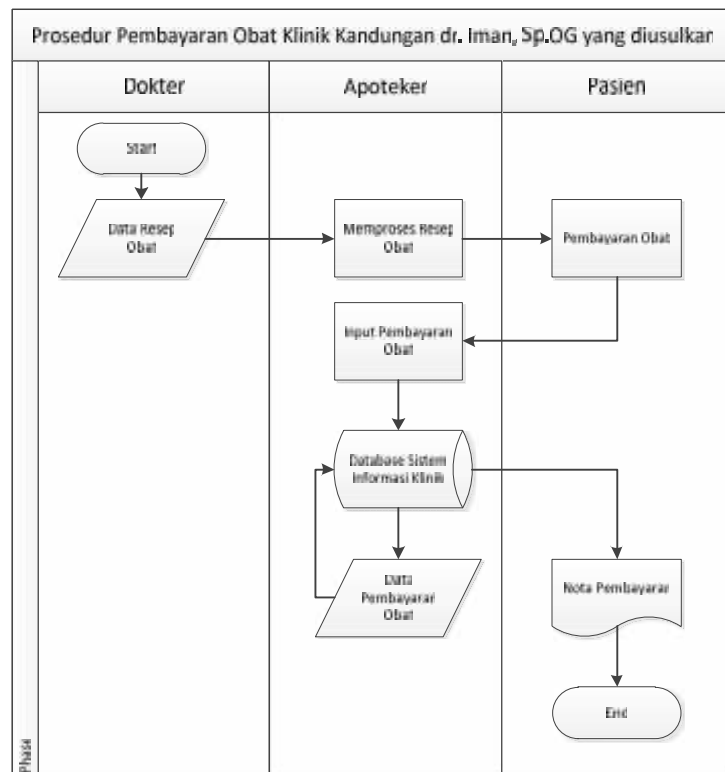 Prosedur Pembayaran Obat Klinik Kandungan dr. Iman, Sp.OG yang diusulkan
Dokter
Apoteker
Pasien
Start
Data Resep
Obat
Memproses Resep
Obat
Pembayaran Obat
Input Pembayaran
Obat
Database Sistem
Informasi Klinik
Data
Pembayaran
Obat
Nota Pembayaran
End
Phase